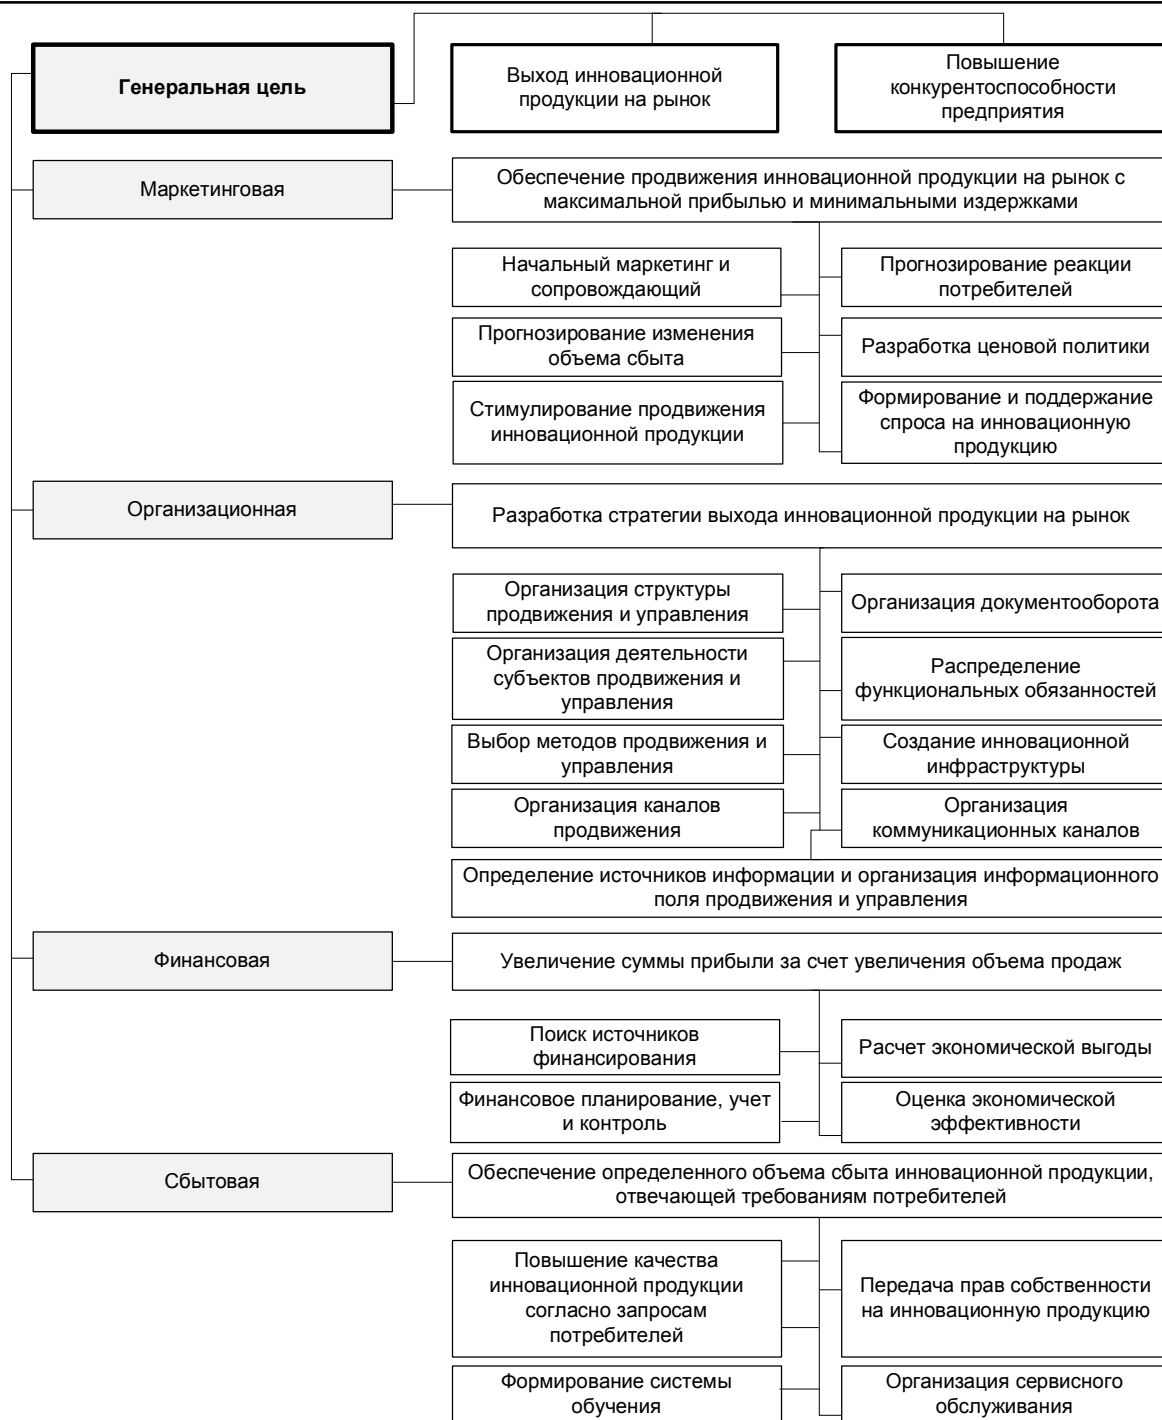 Генеральная цель
Выход инновационной
продукции на рынок
Повышение
конкурентоспособности
предприятия
Маркетинговая
Обеспечение продвижения инновационной продукции на рынок с
максимальной прибылью и минимальными издержками
Начальный маркетинг и
сопровождающий
Прогнозирование реакции
потребителей
Прогнозирование изменения
объема сбыта
Разработка ценовой политики
Стимулирование продвижения
инновационной продукции
Формирование и поддержание
спроса на инновационную
продукцию
Организационная
Разработка стратегии выхода инновационной продукции на рынок
Организация структуры
продвижения и управления
Организация документооборота
Организация деятельности
субъектов продвижения и
управления
Распределение
функциональных обязанностей
Выбор методов продвижения и
управления
Создание инновационной
инфраструктуры
Организация каналов
продвижения
Организация
коммуникационных каналов
Определение источников информации и организация информационного
поля продвижения и управления
Финансовая
Увеличение суммы прибыли за счет увеличения объема продаж
Поиск источников
финансирования
Расчет экономической выгоды
Финансовое планирование, учет
и контроль
Оценка экономической
эффективности
Сбытовая
Обеспечение определенного объема сбыта инновационной продукции,
отвечающей требованиям потребителей
Повышение качества
инновационной продукции
согласно запросам
потребителей
Передача прав собственности
на инновационную продукцию
Формирование системы
обучения
Организация сервисного
обслуживания